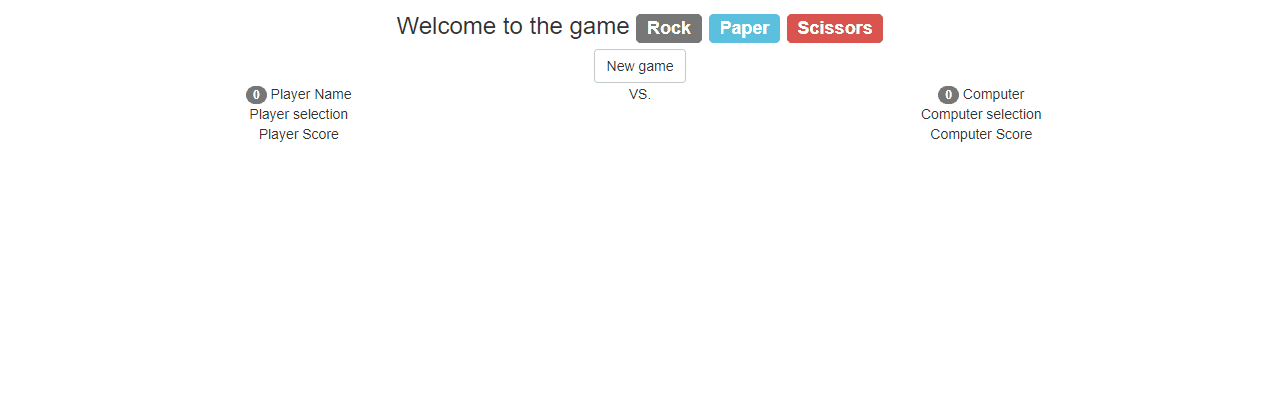 Welcome to the game Rock Paper Scissors
New game
0 Player Name VS. 0 Computer
Player selection Computer selection
Player Score Computer Score